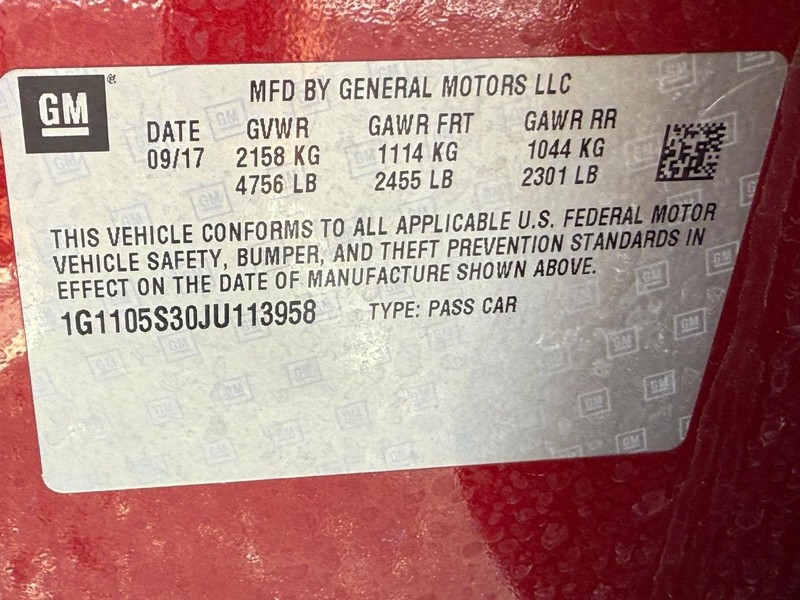 GM
MFD BY GENERAL MOTORS LLC
DATE GVWR GAWR FRT GAWR RR
09/17 2158 KG 1114 KG 1044 KG
4756 LB 2455 LB 2301 LB
THIS VEHICLE CONFORMS TO ALL APPLICABLE U.S. FEDERAL MOTOR
VEHICLE SAFETY, BUMPER, AND THEFT PREVENTION STANDARDS IN
EFFECT ON THE DATE OF MANUFACTURE SHOWN ABOVE.
1G1105S30JU113958 TYPE: PASS CAR